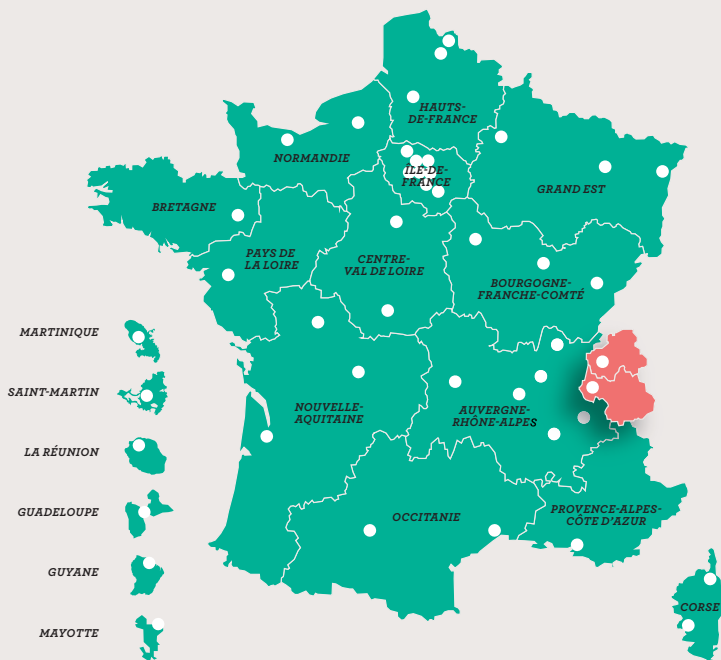 HAUTS-
DE-FRANCE
NORMANDIE
ÎLE-DE-
FRANCE
GRAND EST
BRETAGNE
PAYS DE
LA LOIRE
CENTRE-
VAL DE LOIRE
BOURGOGNE-
FRANCHE-COMTÉ
MARTINIQUE
SAINT-MARTIN
NOUVELLE-
AQUITAINE
AUVERGNE-
RHÔNE-ALPES
LA RÉUNION
GUADELOUPE
OCCITANIE
PROVENCE-ALPES-
CÔTE D'AZUR
GUYANE
CORSE
MAYOTTE